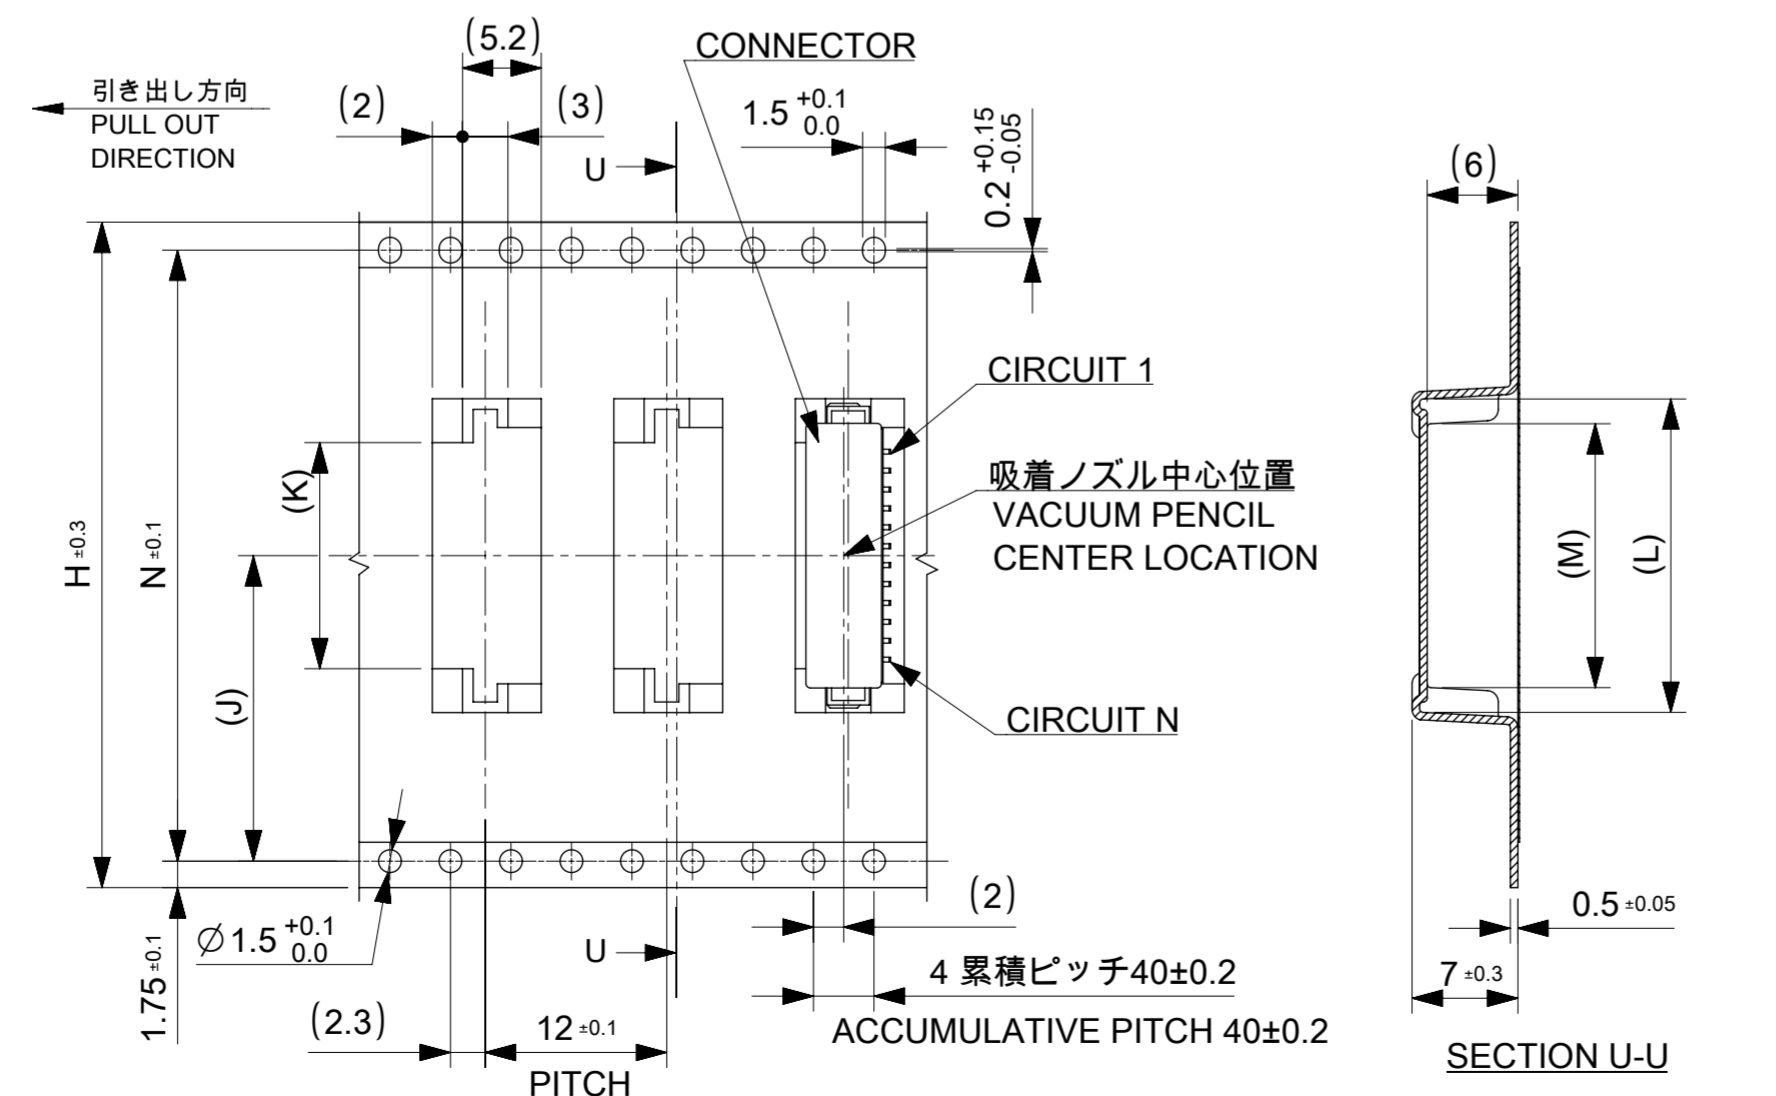 (5.2)
CONNECTOR
引き出し方向
PULL OUT
DIRECTION
(2)
(3)
1.5 +0.1 0.0
0.2 +0.15 -0.05
U
(6)
CIRCUIT 1
吸着ノズル中心位置
VACUUM PENCIL
CENTER LOCATION
(K)
H ±0.3
N ±0.1
(J)
(M)
(L)
CIRCUIT N
(2)
0.5 ±0.05
Ø1.5 +0.1 0.0
U
1.75 ±0.1
4 累積ピッチ40±0.2
7 ±0.3
(2.3)
12 ±0.1
ACCUMULATIVE PITCH 40±0.2
PITCH
SECTION U-U